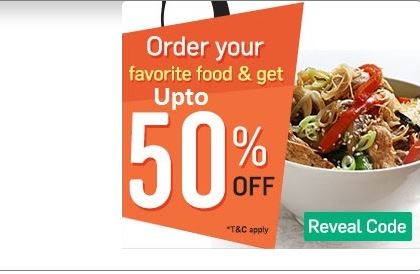 Order your
favorite food & get
Upto
50% OFF
*T&C apply
Reveal Code